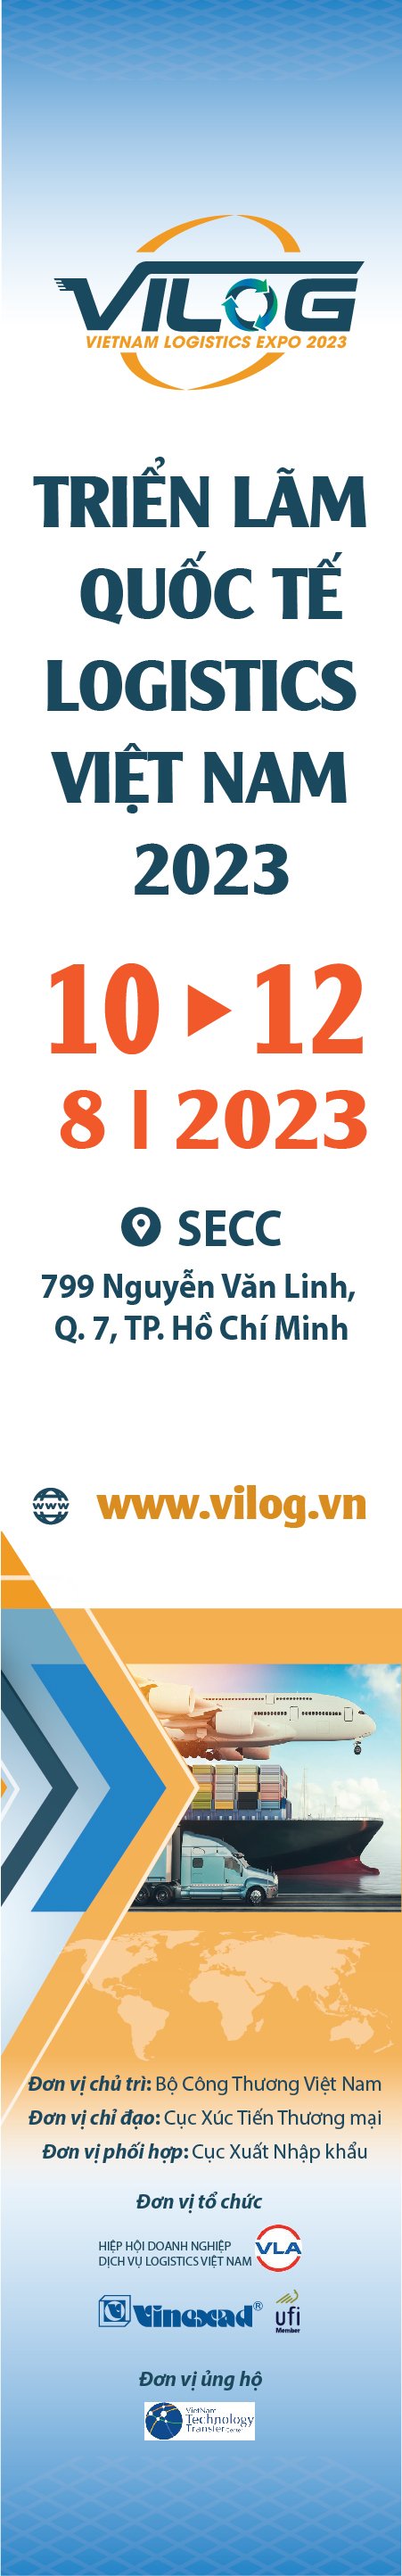 VILOG
VIETNAM LOGISTICS EXPO 2023
TRIỂN LÃM
QUỐC TẾ
LOGISTICS
VIỆT NAM
2023
10 ▶ 12
8 | 2023
SECC
799 Nguyễn Văn Linh,
Q. 7, TP. Hồ Chí Minh
www
www.vilog.vn
Đơn vị chủ trì: Bộ Công Thương Việt Nam
Đơn vị chỉ đạo: Cục Xúc Tiến Thương mại
Đơn vị phối hợp: Cục Xuất Nhập khẩu
Đơn vị tổ chức
HIỆP HỘI DOANH NGHIỆP
DỊCH VỤ LOGISTICS VIỆT NAM
VLA
Vinexad®
ufi
Member
Đơn vị ủng hộ
VietNam
Technology
Transfer Center